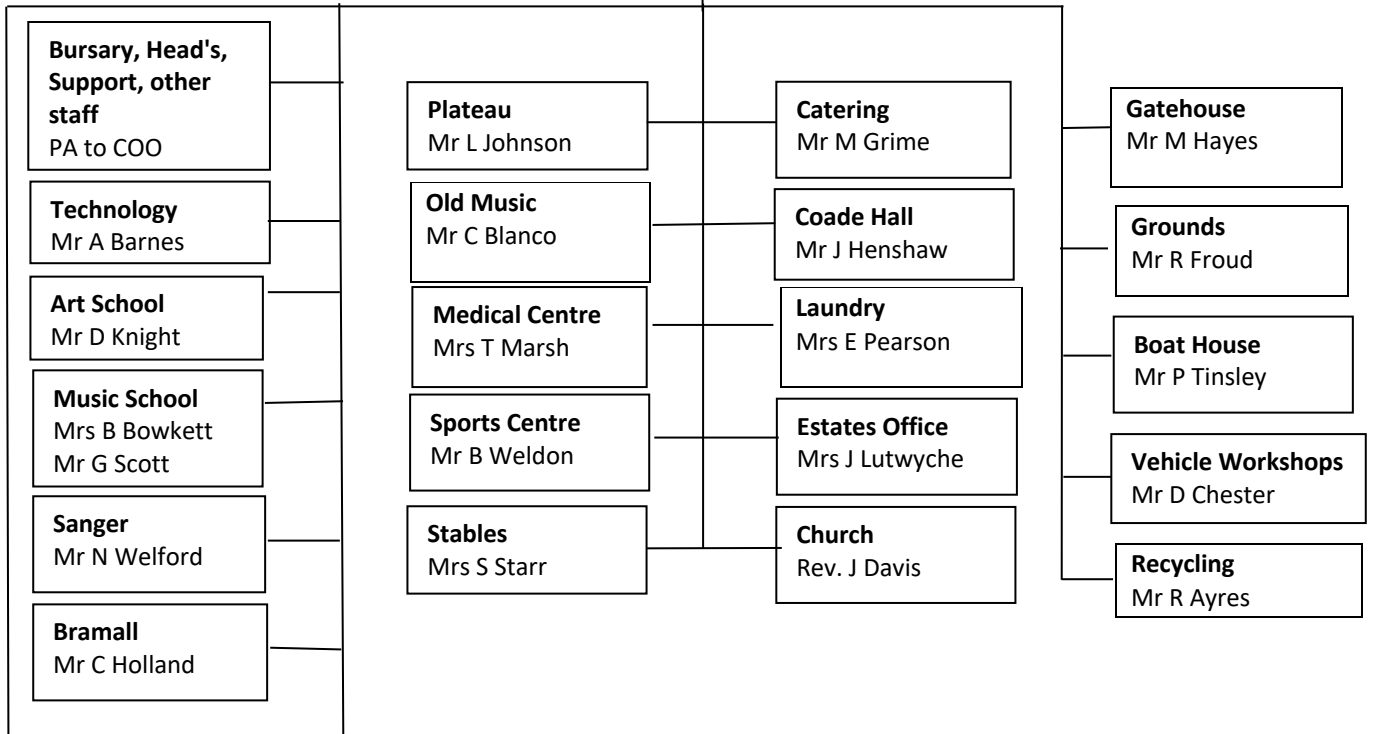 Bursary, Head's,
Support, other
staff
PA to COO
Technology
Mr A Barnes
Art School
Mr D Knight
Music School
Mrs B Bowkett
Mr G Scott
Sanger
Mr N Welford
Bramall
Mr C Holland
Plateau
Mr L Johnson
Old Music
Mr C Blanco
Medical Centre
Mrs T Marsh
Sports Centre
Mr B Weldon
Stables
Mrs S Starr
Catering
Mr M Grime
Coade Hall
Mr J Henshaw
Laundry
Mrs E Pearson
Estates Office
Mrs J Lutwyche
Church
Rev. J Davis
Gatehouse
Mr M Hayes
Grounds
Mr R Froud
Boat House
Mr P Tinsley
Vehicle Workshops
Mr D Chester
Recycling
Mr R Ayres